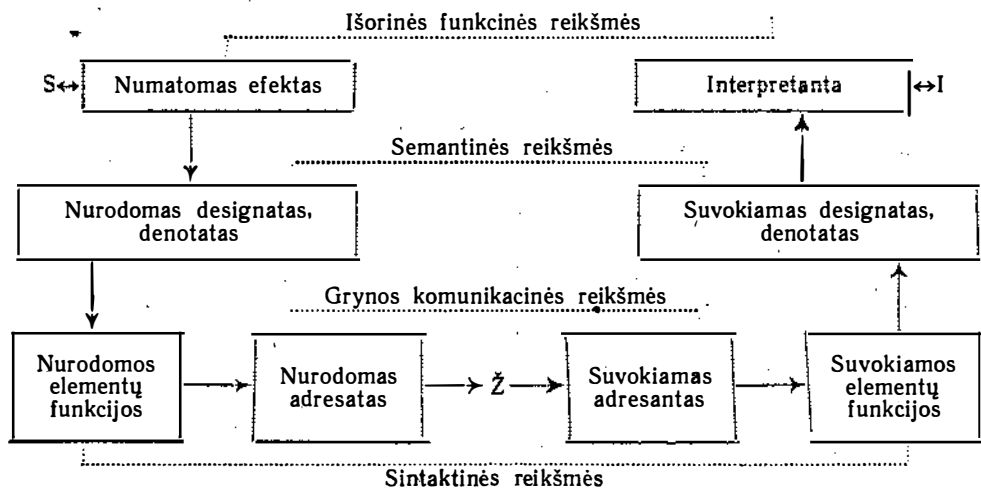 Išorinės funkcinės reikšmės
S↔ Numatomas efektas
Interpretanta ↔I
Semantinės reikšmės
Nurodomas designatas,
denotatas
Suvokiamas designatas,
denotatas
Grynos komunikacinės reikšmės
Nurodomos
elementų
funkcijos
Nurodomas
adresatas
Ž
Suvokiamas
adresantas
Suvokiamos
elementų
funkcijos
Sintaktinės reikšmės